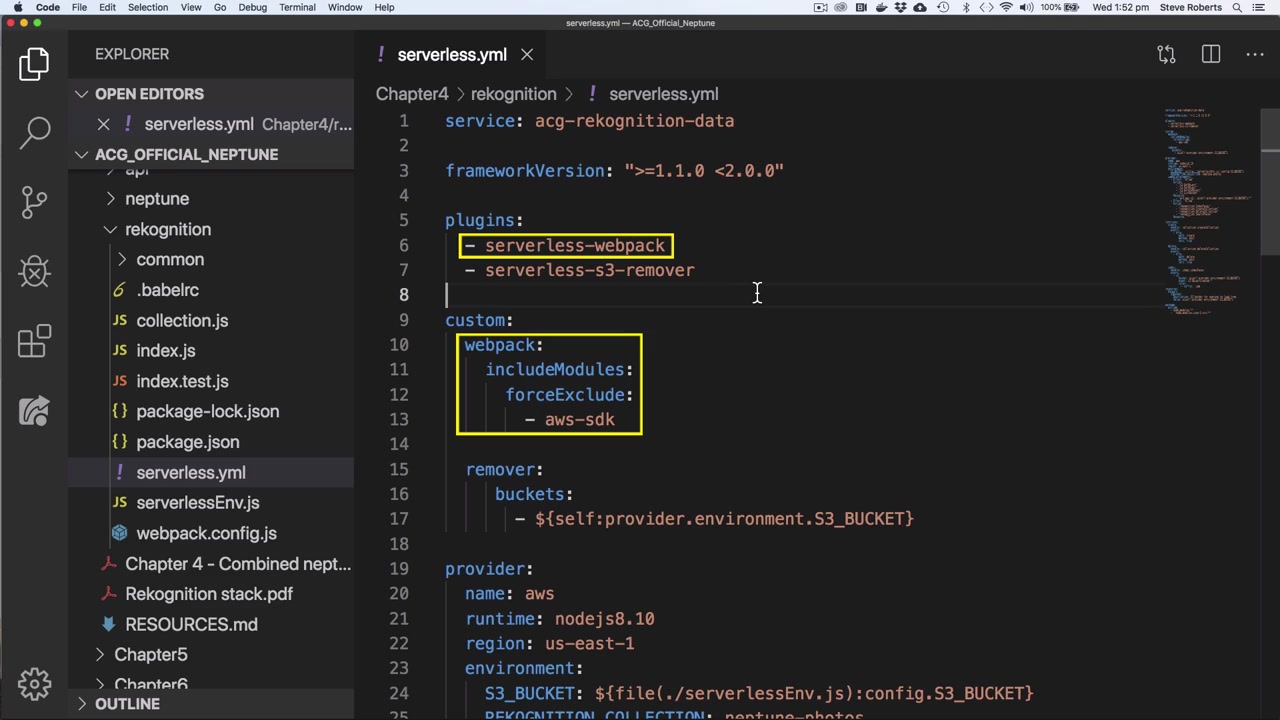 Code File Edit Selection View Go Debug Terminal Window Help 100% Wed 1:52 pm Steve Roberts
serverless.yml — ACG_Official_Neptune
EXPLORER
OPEN EDITORS
serverless.yml Chapter4/r...
ACG_OFFICIAL_NEPTUNE
api
neptune
rekognition
common
.babelrc
JS collection.js
JS index.js
JS index.test.js
{} package-lock.json
{} package.json
! serverless.yml
JS serverlessEnv.js
webpack.config.js
Chapter 4 - Combined nept...
Rekognition stack.pdf
RESOURCES.md
Chapter5
Chapter6
OUTLINE
! serverless.yml
Chapter4 > rekognition > ! serverless.yml
1 service: acg-rekognition-data
2
3 frameworkVersion: ">=1.1.0 <2.0.0"
4
5 plugins:
6 - serverless-webpack
7 - serverless-s3-remover
8
9 custom:
10 webpack:
11 includeModules:
12 forceExclude:
13 - aws-sdk
14
15 remover:
16 buckets:
17 - ${self:provider.environment.S3_BUCKET}
18
19 provider:
20 name: aws
21 runtime: nodejs8.10
22 region: us-east-1
23 environment:
24 S3_BUCKET: ${file(./serverlessEnv.js):config.S3_BUCKET}
25 REKOGNITION_COLLECTION: neptune-photos